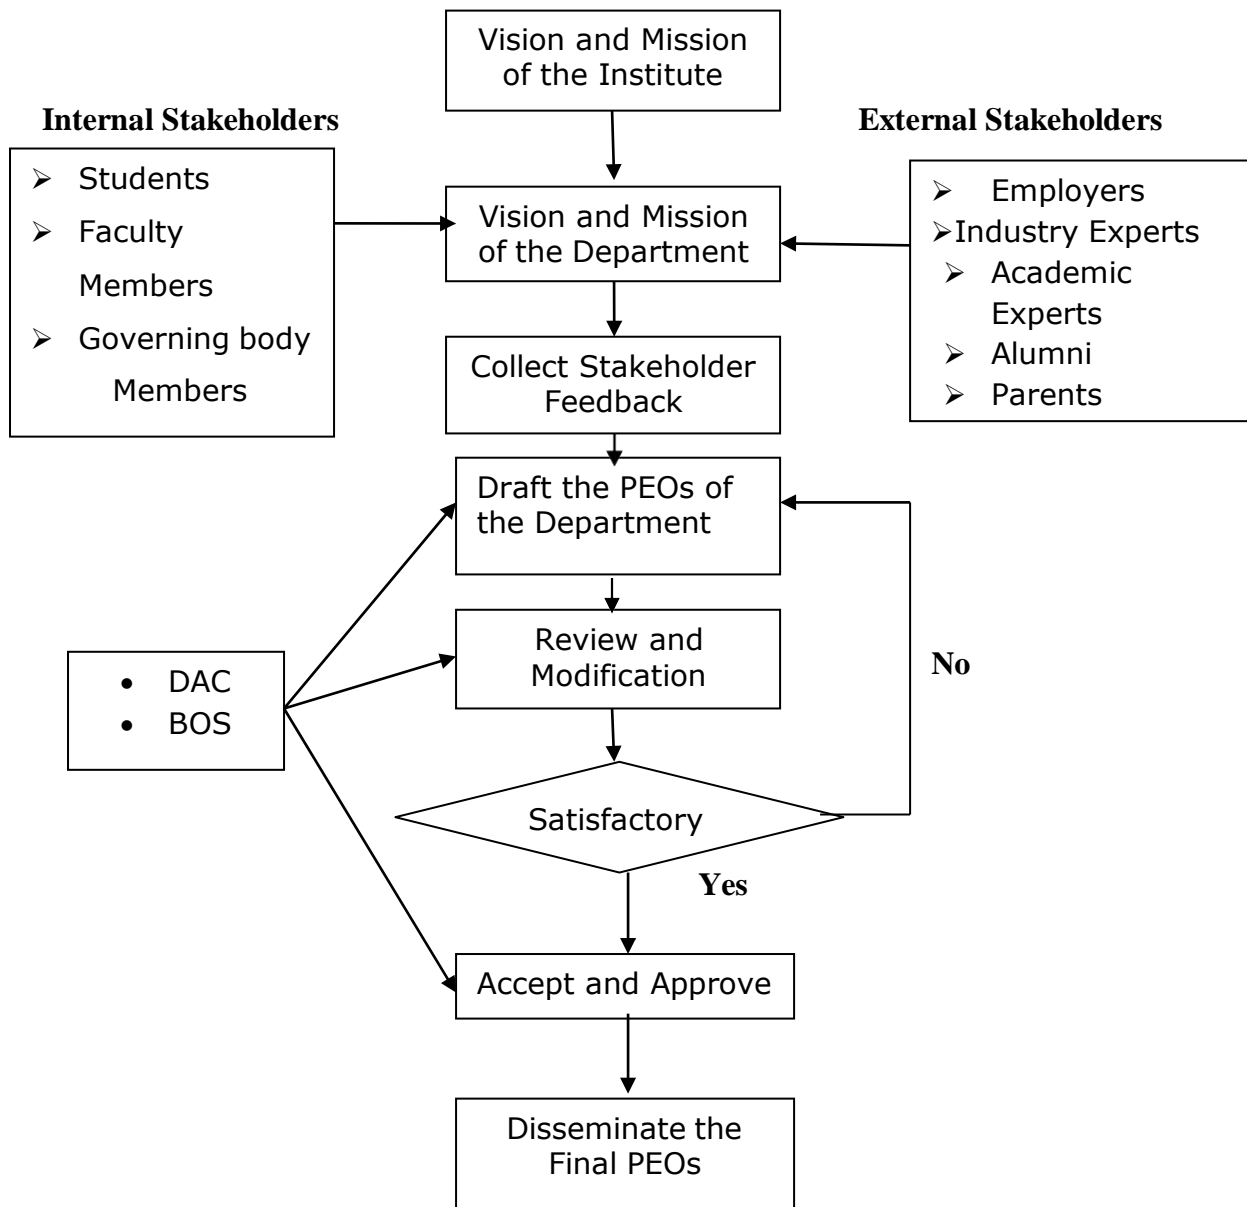 Vision and Mission
of the Institute
Internal Stakeholders
➢ Students
➢ Faculty
Members
➢ Governing body
Members
External Stakeholders
➢ Employers
➢Industry Experts
➢ Academic
Experts
➢ Alumni
➢ Parents
Vision and Mission
of the Department
Collect Stakeholder
Feedback
Draft the PEOs of
the Department
Review and
Modification
• DAC
• BOS
No
Satisfactory
Yes
Accept and Approve
Disseminate the
Final PEOs